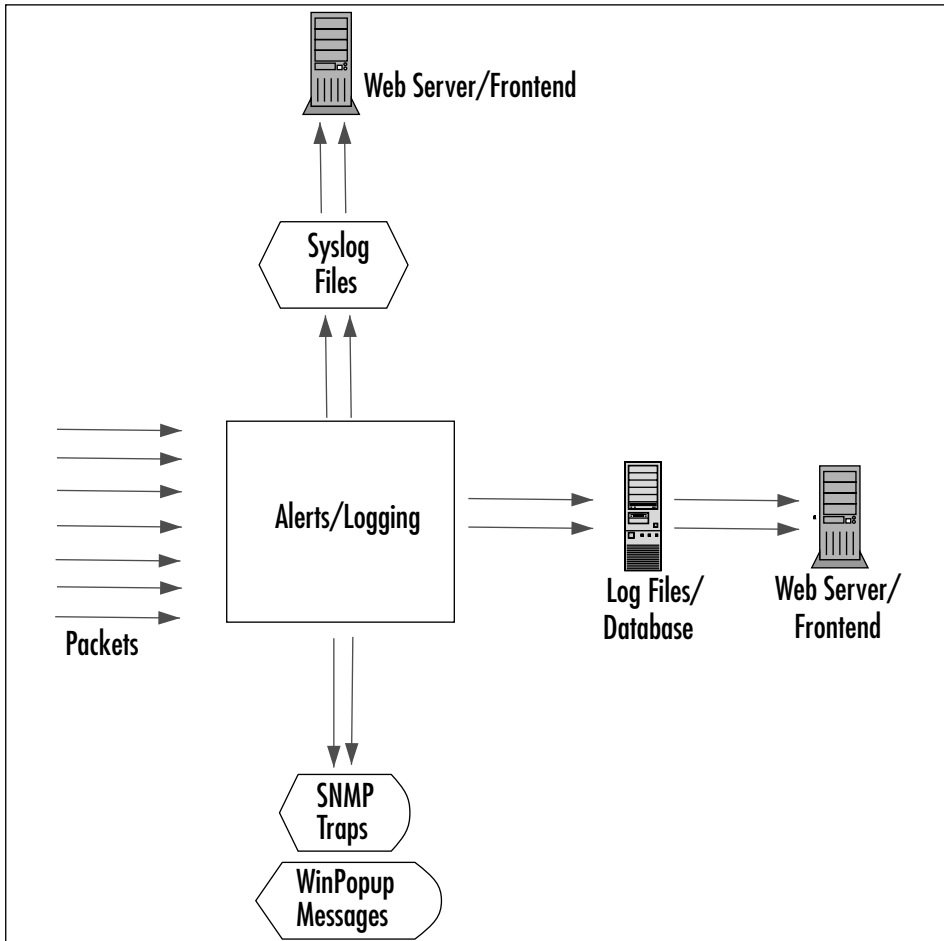 Web Server/Frontend
Syslog
Files
Alerts/Logging
Packets
Log Files/
Database
Web Server/
Frontend
SNMP
Traps
WinPopup
Messages